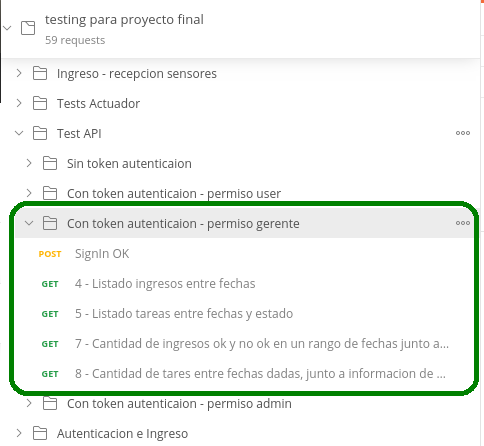 testing para proyecto final
59 requests
Ingreso - recepcion sensores
Tests Actuador
Test API
Sin token autenticaion
Con token autenticaion - permiso user
Con token autenticaion - permiso gerente
POST SignIn OK
GET 4 - Listado ingresos entre fechas
GET 5 - Listado tareas entre fechas y estado
GET 7 - Cantidad de ingresos ok y no ok en un rango de fechas junto a...
GET 8 - Cantidad de tares entre fechas dadas, junto a informacion de ...
Con token autenticaion - permiso admin
Autenticacion e Ingreso